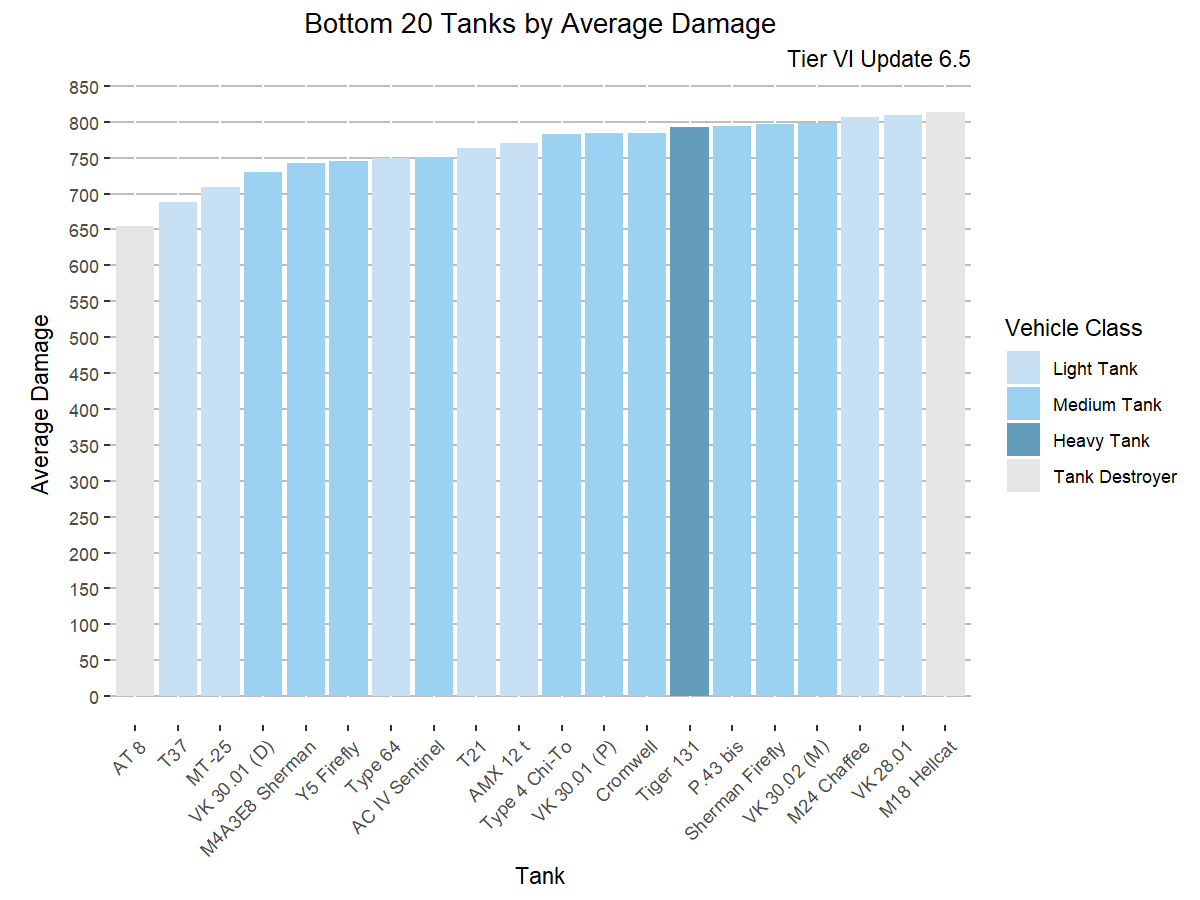 Bottom 20 Tanks by Average Damage
Tier VI Update 6.5
850
800
750
700
650
600
550
500
450
400
350
300
250
200
150
100
50
0
Average Damage
AT 8
T37
MT-25
VK 30.01 (D)
M4A3E8 Sherman
Y5 Firefly
Type 64
AC IV Sentinel
T21
AMX 12 t
Type 4 Chi-To
VK 30.01 (P)
Cromwell
Tiger 131
P.43 bis
Sherman Firefly
VK 30.02 (M)
M24 Chaffee
VK 28.01
M18 Hellcat
Tank
Vehicle Class
Light Tank
Medium Tank
Heavy Tank
Tank Destroyer